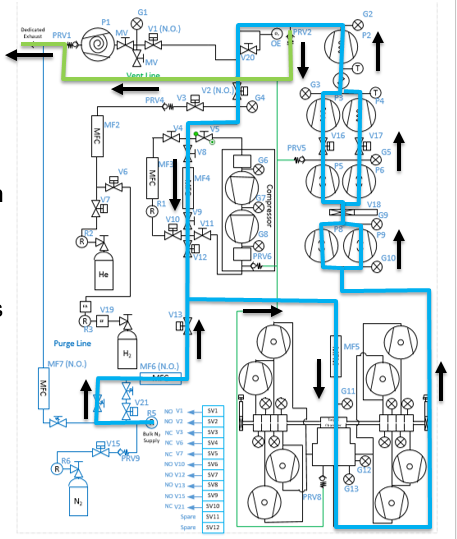 Dedicated
Exhaust
PRV1
P1
MV
G1
V1 (N.O.)
MV
Vent Line
V20
OE
PRV2
G2
P2
T
T
V2 (N.O.)
G4
G3
P3
P4
PRV4
V3
MF2
MFC
V4
V5
V8
V16
V17
G5
PRV5
MF3
MFC
MF4
G6
Compressor
P5
P6
V6
V7
R1
V9
G7
V10
V11
V12
G8
PRV6
V18
G9
P8
P9
G10
R2
He
V19
R3
H2
V13
Purge Line
MF7 (N.O.)
MFC
MF6 (N.O.)
MFC
MF5
V21
R5
Bulk N2
Supply
G11
V15
PRV9
R6
N2
G12
G13
PRV8
NO V1 SV1
NO V2 SV2
NC V3 SV3
NC V6 SV4
NC V7 SV5
NO V10 SV6
NO V12 SV7
NO V13 SV8
NO V15 SV9
NC V21 SV10
Spare SV11
Spare SV12